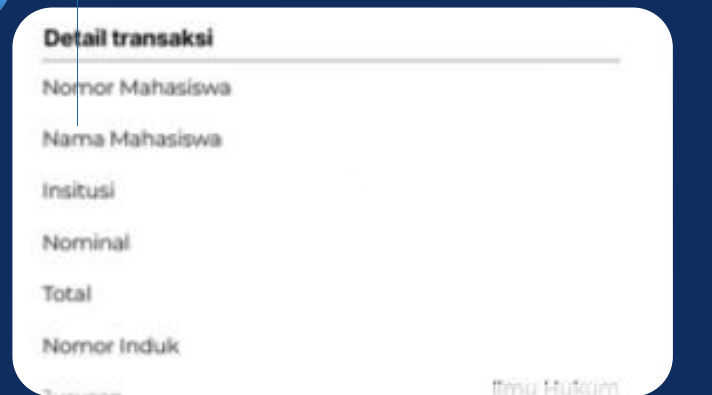 Detail transaksi
Nomor Mahasiswa
Nama Mahasiswa
Insitusi
Nominal
Total
Nomor Induk
Ilmu Hukum